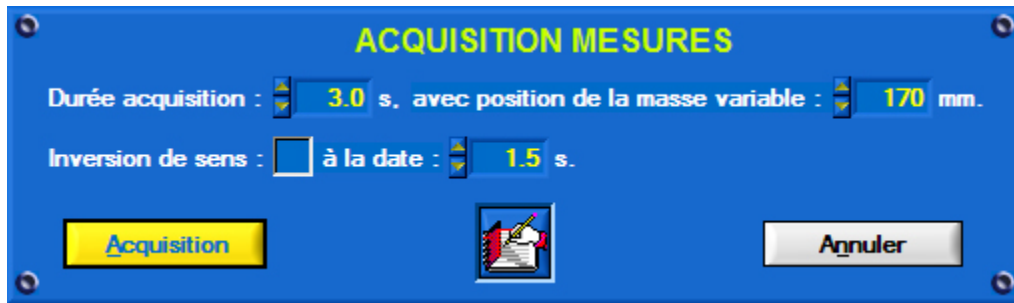 ACQUISITION MESURES
Durée acquisition : 3.0 s, avec position de la masse variable : 170 mm.
Inversion de sens : à la date : 1.5 s.
Acquisition Annuler